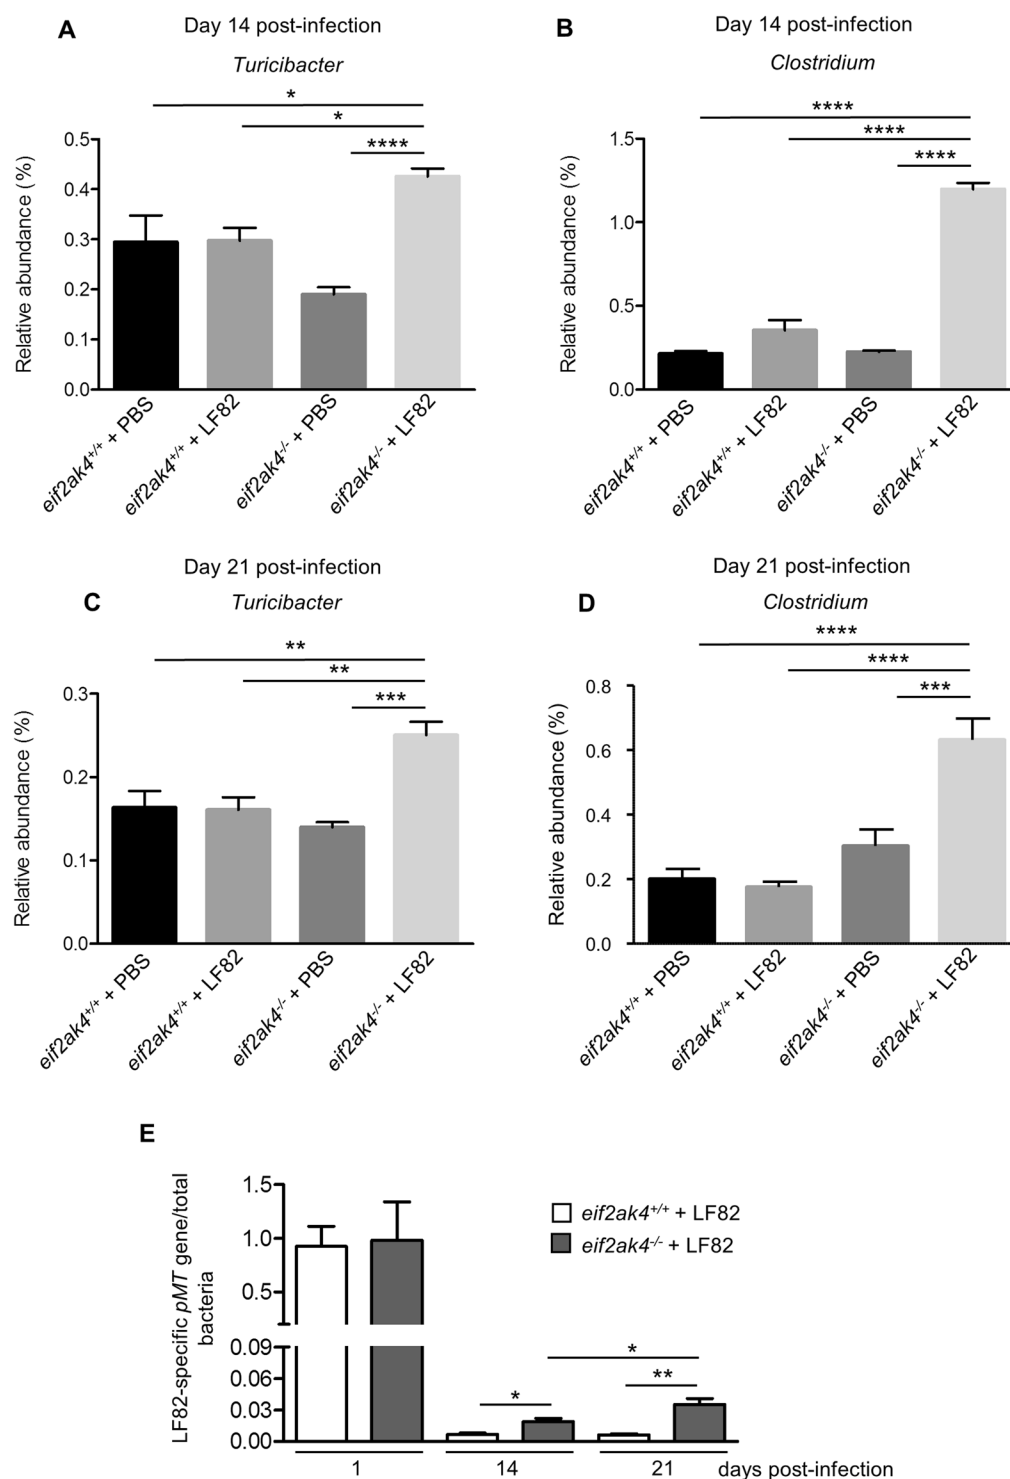 A
Day 14 post-infection
Turicibacter
*
*
****
Relative abundance (%)
0.5
0.4
0.3
0.2
0.1
0.0
eif2ak4+/+ + PBS
eif2ak4+/+ + LF82
eif2ak4-/- + PBS
eif2ak4-/- + LF82
B
Day 14 post-infection
Clostridium
****
****
****
Relative abundance (%)
1.5
1.0
0.5
0.0
eif2ak4+/+ + PBS
eif2ak4+/+ + LF82
eif2ak4-/- + PBS
eif2ak4-/- + LF82
C
Day 21 post-infection
Turicibacter
**
**
***
Relative abundance (%)
0.3
0.2
0.1
0.0
eif2ak4+/+ + PBS
eif2ak4+/+ + LF82
eif2ak4-/- + PBS
eif2ak4-/- + LF82
D
Day 21 post-infection
Clostridium
****
****
***
Relative abundance (%)
0.8
0.6
0.4
0.2
0.0
eif2ak4+/+ + PBS
eif2ak4+/+ + LF82
eif2ak4-/- + PBS
eif2ak4-/- + LF82
E
LF82-specific pMT gene/total
bacteria
1.5
1.0
0.5
0.09
0.06
0.03
0.00
eif2ak4+/+ + LF82
eif2ak4-/- + LF82
*
*
**
1
14
21
days post-infection